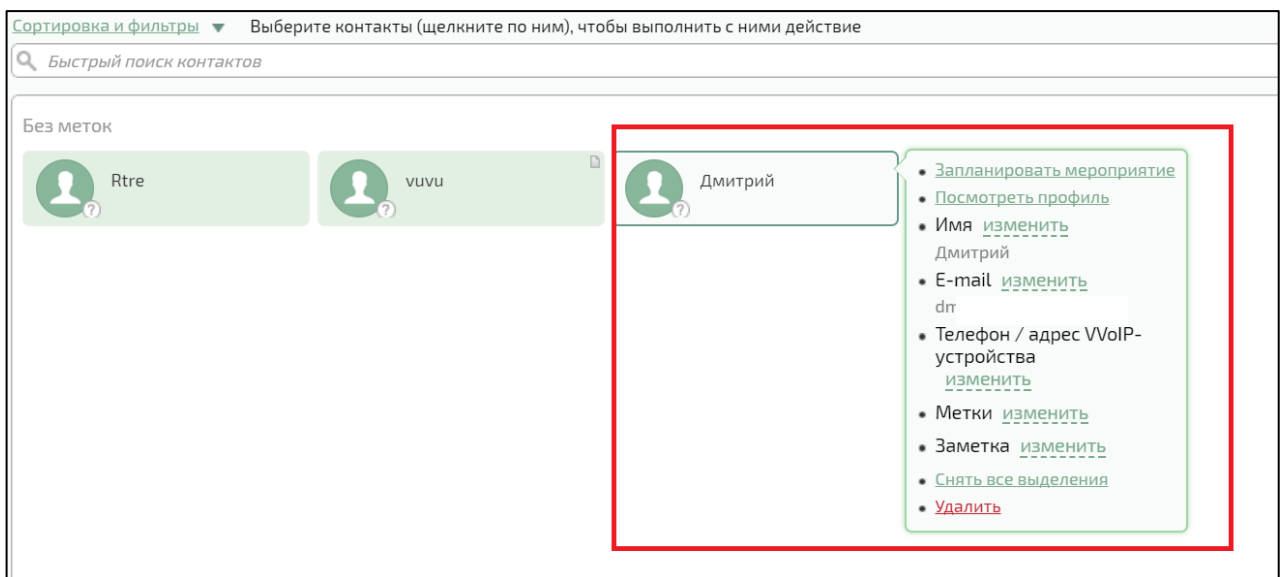 Сортировка и фильтры ▼ Выберите контакты (щелкните по ним), чтобы выполнить с ними действие
Быстрый поиск контактов
Без меток
Rtre
?
vuvu
?
Дмитрий
?
• Запланировать мероприятие
• Посмотреть профиль
• Имя изменить
Дмитрий
• E-mail изменить
• Телефон / адрес VVoIP-
устройства
изменить
• Метки изменить
• Заметка изменить
• Снять все выделения
• Удалить